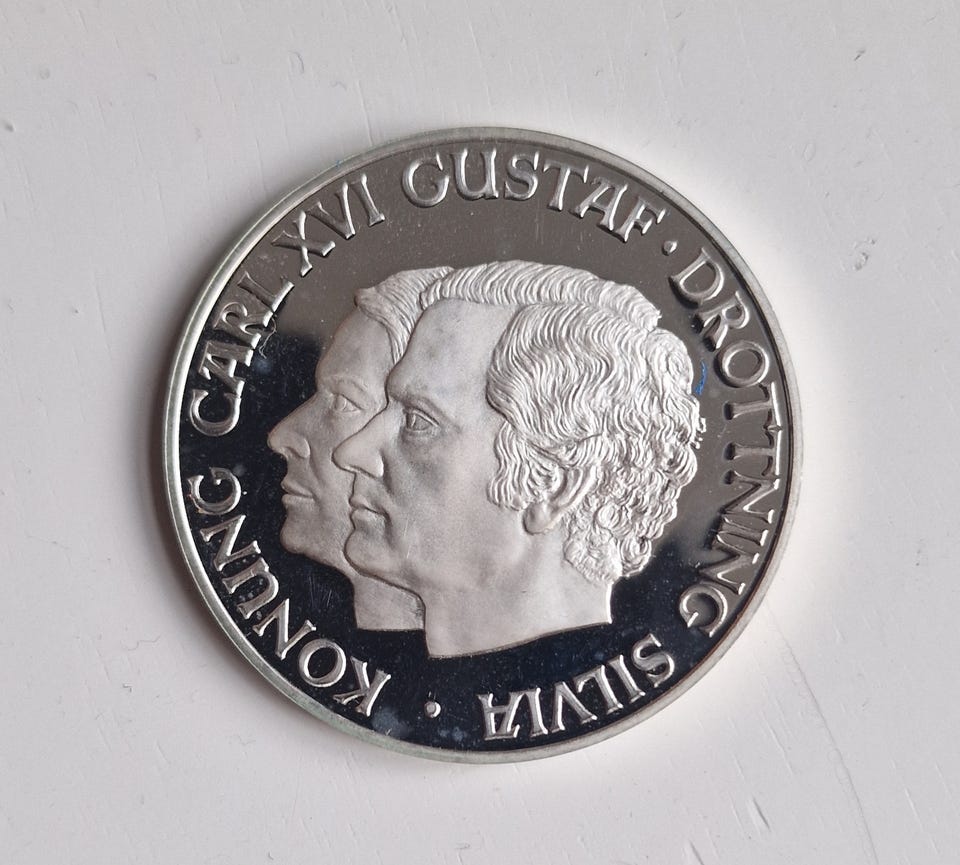 KONUNG CARL XVI GUSTAF · DROTTNING SILVIA ·